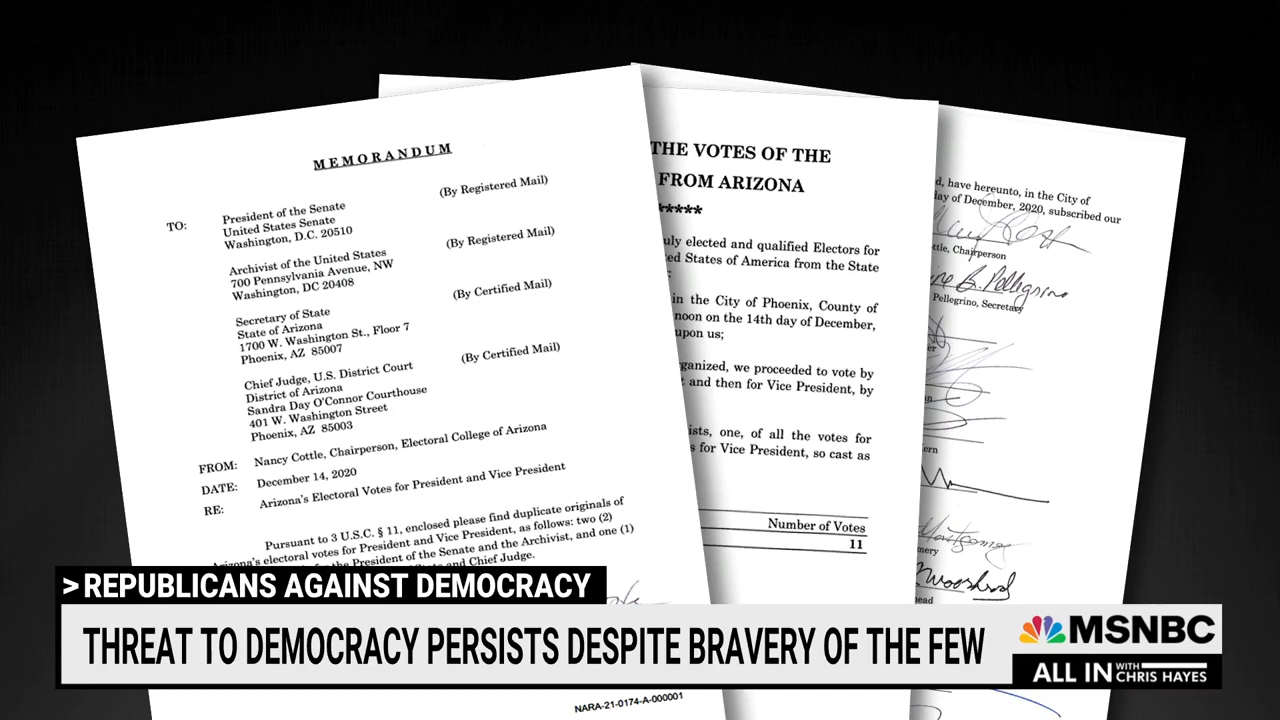 MEMORANDUM
(By Registered Mail)
TO:
President of the Senate
United States Senate
Washington, D.C. 20510
(By Registered Mail)
Archivist of the United States
700 Pennsylvania Avenue, NW
Washington, DC 20408
(By Certified Mail)
Secretary of State
State of Arizona
1700 W. Washington St., Floor 7
Phoenix, AZ 85007
(By Certified Mail)
Chief Judge, U.S. District Court
District of Arizona
Sandra Day O'Connor Courthouse
401 W. Washington Street
Phoenix, AZ 85003
FROM: Nancy Cottle, Chairperson, Electoral College of Arizona
DATE: December 14, 2020
RE: Arizona's Electoral Votes for President and Vice President
Pursuant to 3 U.S.C. § 11, enclosed please find duplicate originals of
Arizona's electoral votes for President and Vice President, as follows: two (2)
for the President of the Senate and the Archivist, and one (1)
State and Chief Judge.
NARA-21-0174-A-000001
THE VOTES OF THE
FROM ARIZONA
*****
uly elected and qualified Electors for
ed States of America from the State
:
in the City of Phoenix, County of
noon on the 14th day of December,
upon us;
rganized, we proceeded to vote by
t and then for Vice President, by
ists, one, of all the votes for
s for Vice President, so cast as
Number of Votes
11
d, have hereunto, in the City of
day of December, 2020, subscribed our
ttle, Chairperson
B. Pellegrino
Pellegrino, Secretary
er
an
ern
Montgomery
mery
Moorhead
ead
> REPUBLICANS AGAINST DEMOCRACY
THREAT TO DEMOCRACY PERSISTS DESPITE BRAVERY OF THE FEW
MSNBC
ALL IN WITH CHRIS HAYES